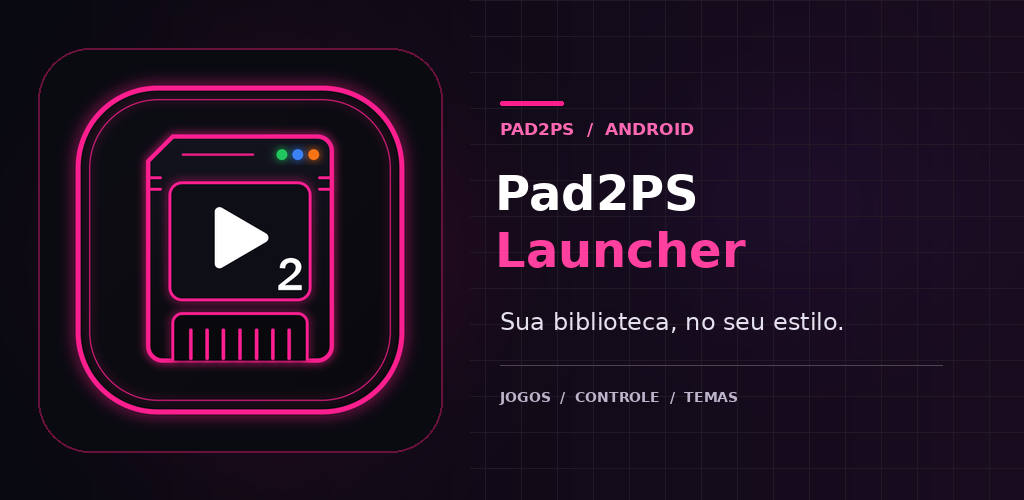 2
PAD2PS / ANDROID
Pad2PS
Launcher
Sua biblioteca, no seu estilo.
JOGOS / CONTROLE / TEMAS